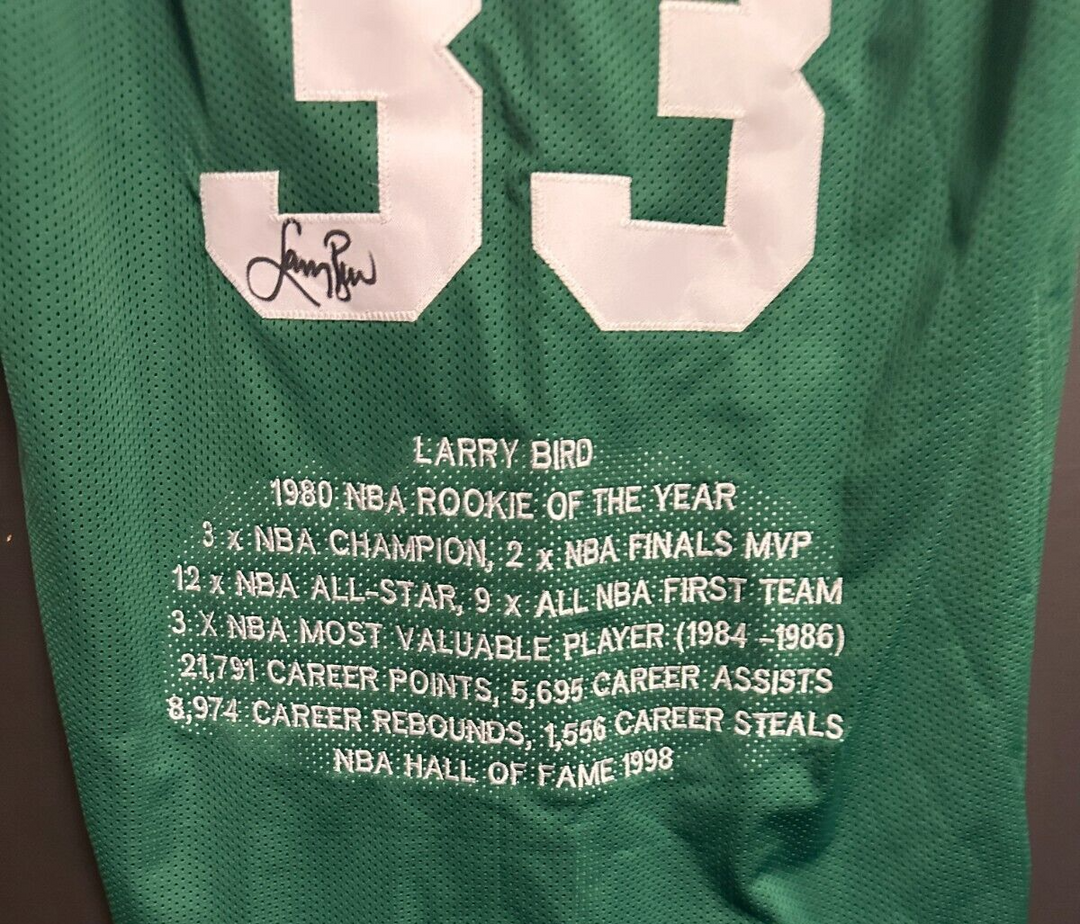 33
Larry Bird
LARRY BIRD
1980 NBA ROOKIE OF THE YEAR
3 x NBA CHAMPION, 2 x NBA FINALS MVP
12 x NBA ALL-STAR, 9 x ALL NBA FIRST TEAM
3 X NBA MOST VALUABLE PLAYER (1984 -1986)
21,791 CAREER POINTS, 5,695 CAREER ASSISTS
8,974 CAREER REBOUNDS, 1,556 CAREER STEALS
NBA HALL OF FAME 1998